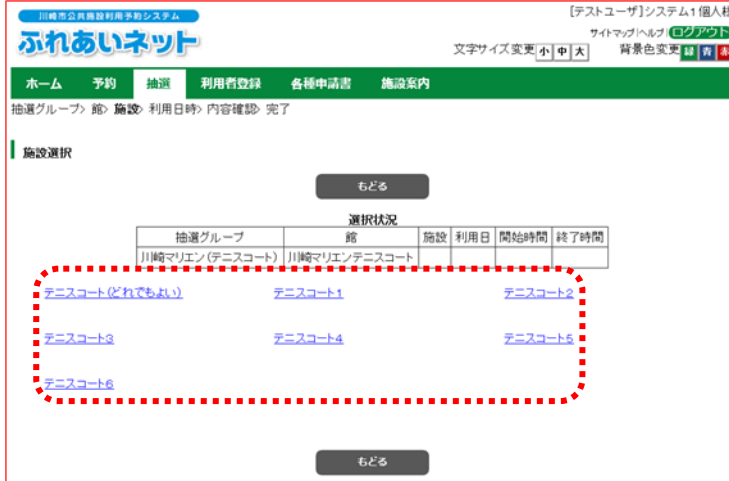 川崎市公共施設利用予約システム
ふれあいネット
[テストユーザ]システム1個人様
サイトマップ|ヘルプ|ログアウト
文字サイズ変更 小 中 大 背景色変更 緑 青 赤
ホーム 予約 抽選 利用者登録 各種申請書 施設案内
抽選グループ> 館> 施設> 利用日時> 内容確認> 完了
施設選択
もどる
選択状況
抽選グループ 館 施設 利用日 開始時間 終了時間
川崎マリエン(テニスコート) 川崎マリエンテニスコート
テニスコート(どれでもよい) テニスコート1 テニスコート2
テニスコート3 テニスコート4 テニスコート5
テニスコート6
もどる